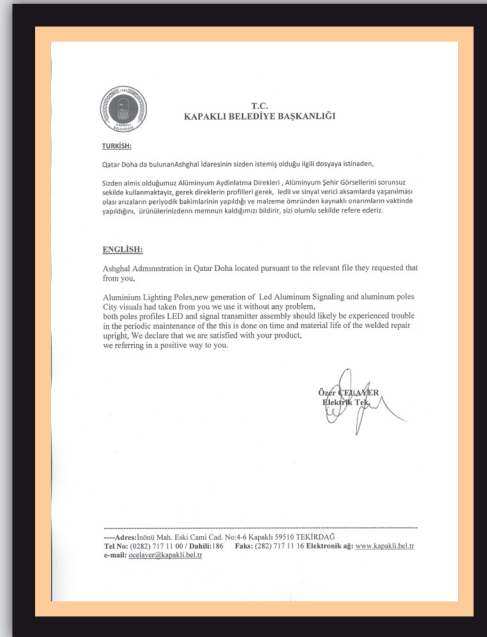 T.C.
KAPAKLI BELEDİYE BAŞKANLIĞI
TURKİSH:
Qatar Doha da bulunanAshghal İdaresinin sizden istemiş olduğu ilgili dosyaya istinaden,
Sizden almis olduğumuz Alüminyum Aydinlatma Direkleri , Alüminyum Şehir Görsellerini sorunsuz
sekilde kullanmaktayiz, gerek direklerin profilleri gerek, ledli ve sinyal verici aksamlarda yaşanılması
olası arızaların periyodik bakimlarinin yapıldığı ve malzeme ömründen kaynaklı onarımların vaktinde
yapıldığını, ürünülerinizdenn memnun kaldığımızı bildirir, sizi olumlu sekilde refere ederiz.
ENGLİSH:
Ashghal Administration in Qatar Doha located pursuant to the relevant file they requested that
from you,
Aluminium Lighting Poles,new generation of Led Aluminum Signaling and aluminum poles
City visuals had taken from you we use it without any problem,
both poles profiles LED and signal transmitter assembly should likely be experienced trouble
in the periodic maintenance of the this is done on time and material life of the welded repair
upright, We declare that we are satisfied with your product,
we referring in a positive way to you.
Özer ÇELAYER
Elektrik Tek.
----Adres:İnönü Mah. Eski Cami Cad. No:4-6 Kapaklı 59510 TEKİRDAĞ
Tel No: (0282) 717 11 00 / Dahili:186 Faks: (282) 717 11 16 Elektronik ağ: www.kapakli.bel.tr
e-mail: ocelayer@kapakli.bel.tr